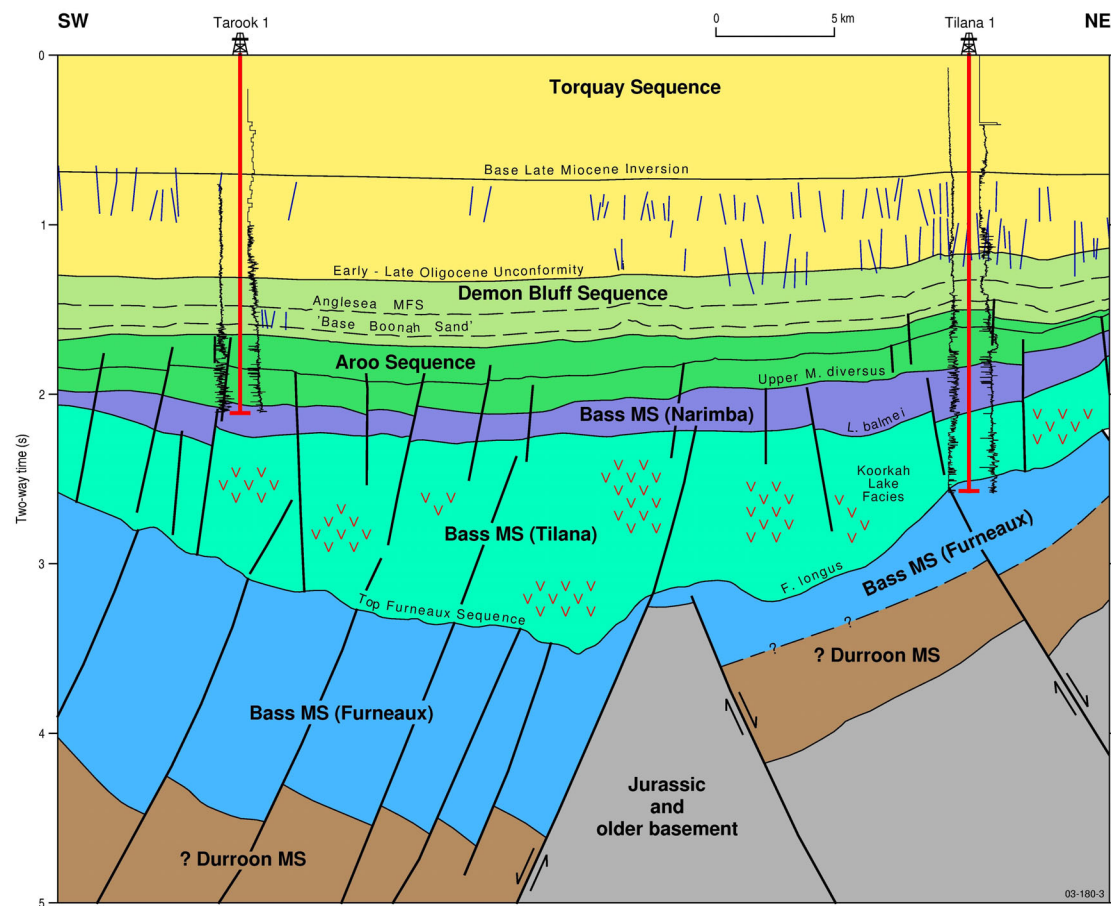 SW
Tarook 1
0
5 km
Tilana 1
NE
0
Torquay Sequence
Base Late Miocene Inversion
1
Early - Late Oligocene Unconformity
Demon Bluff Sequence
Anglesea MFS
'Base Boonah Sand'
Aroo Sequence
Upper M. diversus
2
Bass MS (Narimba)
L. balmei
Two-way time (s)
Koorkah
Lake
Facies
Bass MS (Tilana)
Bass MS (Furneaux)
3
F. longus
Top Furneaux Sequence
?
?
? Durroon MS
Bass MS (Furneaux)
4
Jurassic
and
older basement
? Durroon MS
5
03-180-3